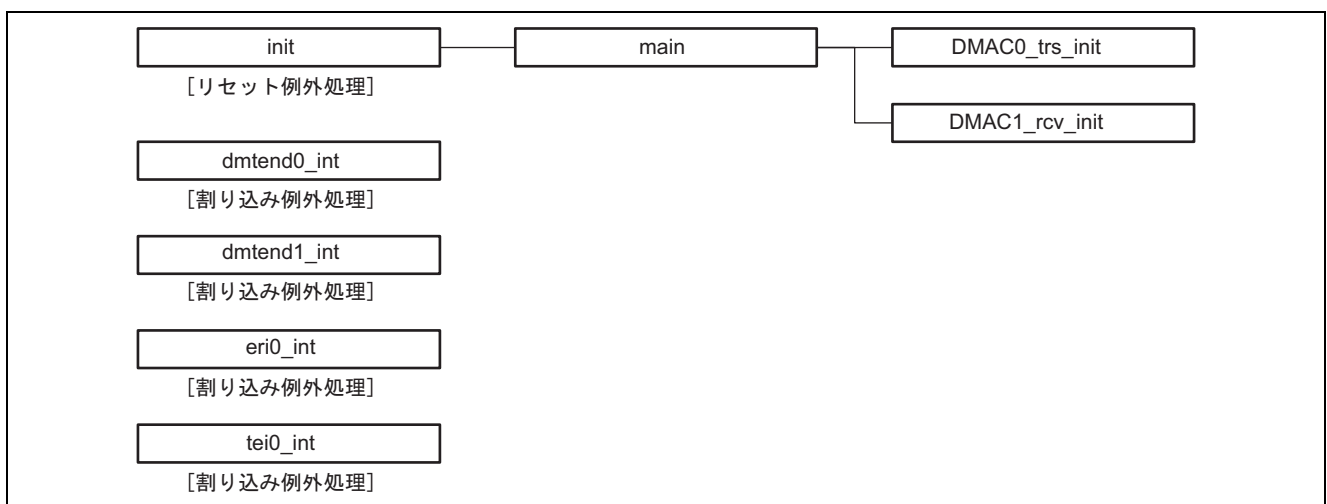 init
main
DMAC0_trs_init
[リセット例外処理]
DMAC1_rcv_init
dmtend0_int
[割り込み例外処理]
dmtend1_int
[割り込み例外処理]
eri0_int
[割り込み例外処理]
tei0_int
[割り込み例外処理]